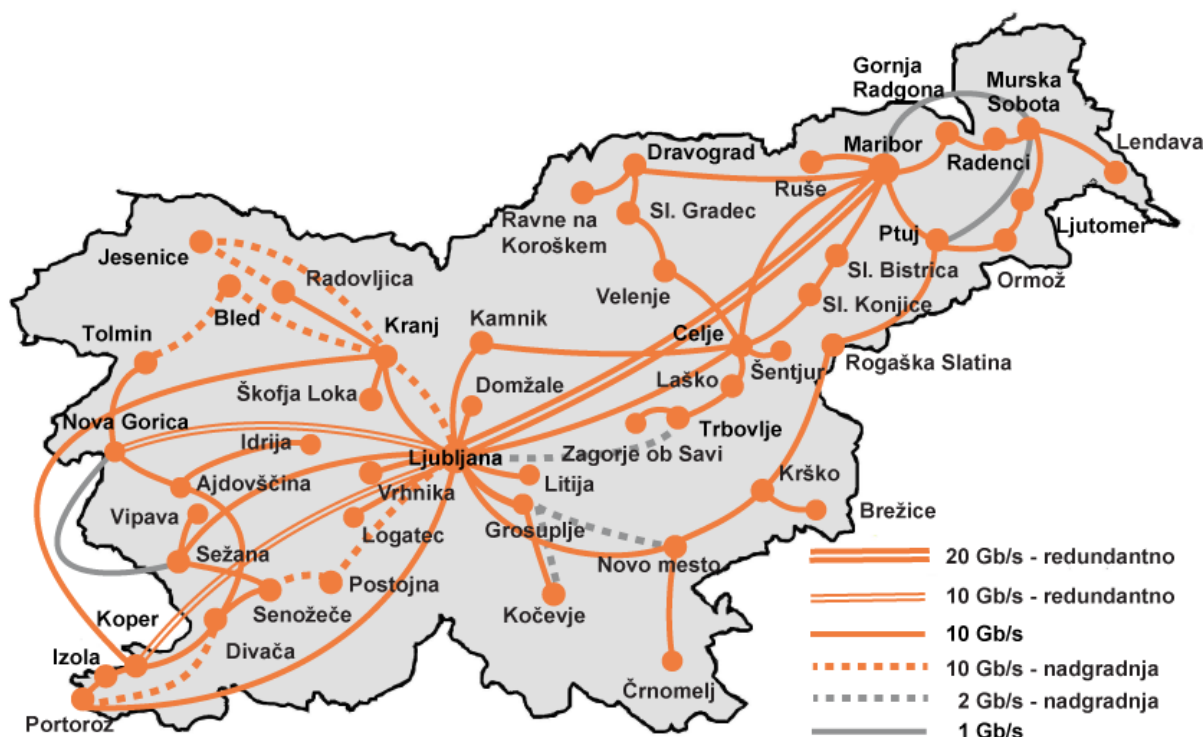 Gornja
Radgona
Murska
Sobota
Maribor
Radenci
Lendava
Dravograd
Ruše
Ravne na
Koroškem
Sl. Gradec
Ptuj
Ljutomer
Jesenice
Radovljica
Sl. Bistrica
Ormož
Velenje
Sl. Konjice
Bled
Tolmin
Kranj
Kamnik
Celje
Rogaška Slatina
Šentjur
Laško
Domžale
Škofja Loka
Nova Gorica
Idrija
Trbovlje
Zagorje ob Savi
Ljubljana
Krško
Ajdovščina
Vrhnika
Litija
Vipava
Logatec
Grosuplje
Brežice
Sežana
Novo mesto
Postojna
Senožeče
Kočevje
Koper
Divača
Izola
Črnomelj
Portorož
20 Gb/s - redundantno
10 Gb/s - redundantno
10 Gb/s
10 Gb/s - nadgradnja
2 Gb/s - nadgradnja
1 Gb/s